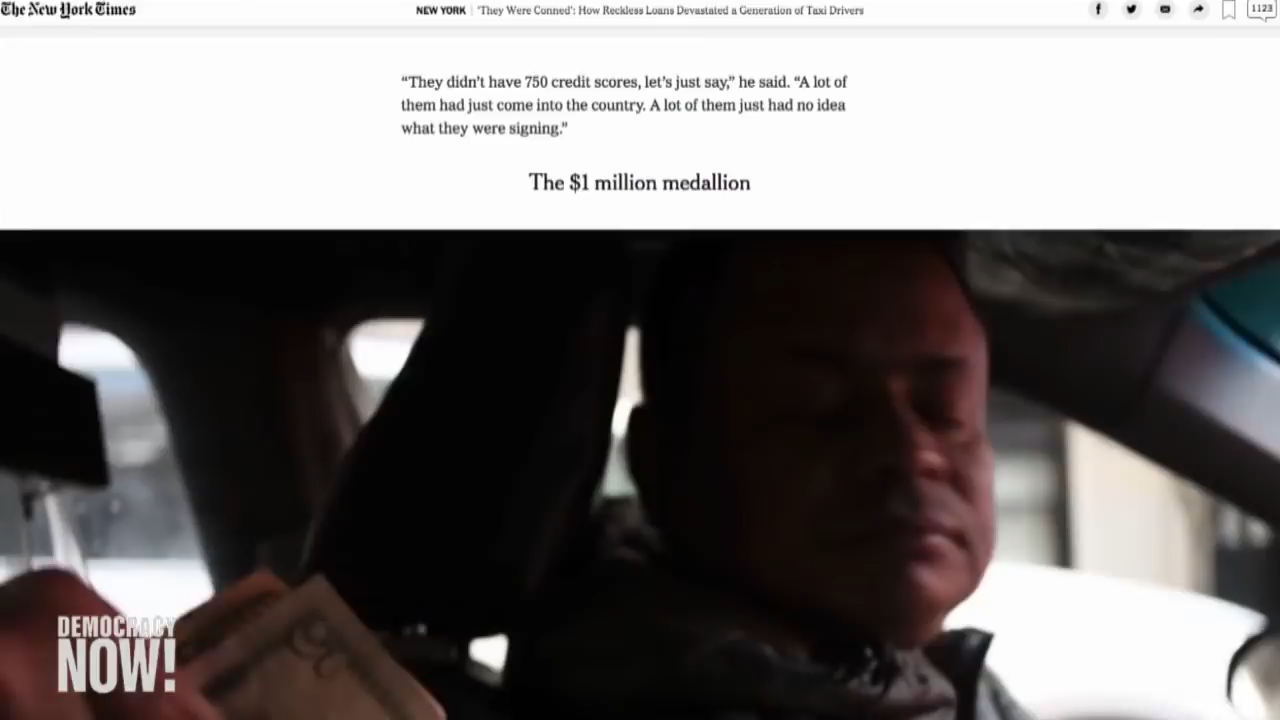 The New York Times
NEW YORK | 'They Were Conned': How Reckless Loans Devastated a Generation of Taxi Drivers
1123
“They didn’t have 750 credit scores, let’s just say,” he said. “A lot of
them had just come into the country. A lot of them just had no idea
what they were signing.”
The $1 million medallion
DEMOCRACY
NOW!